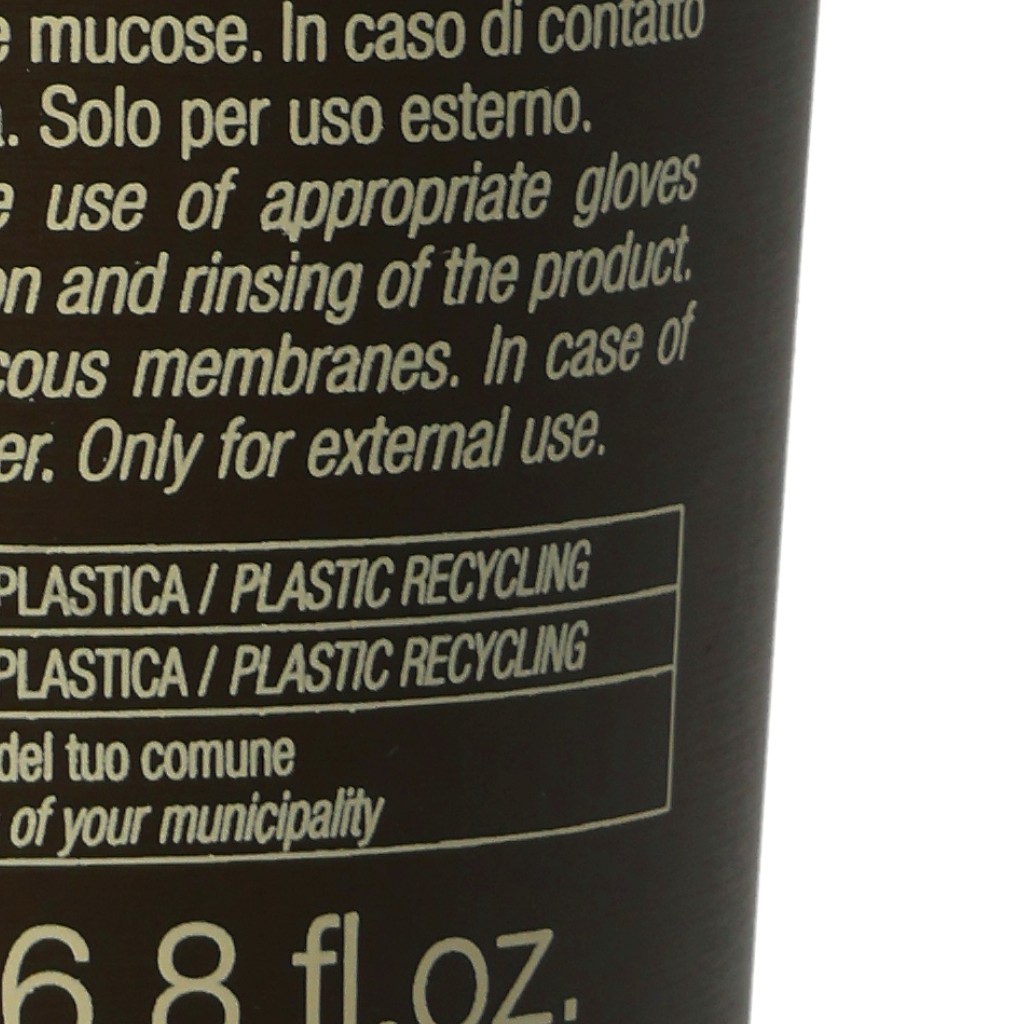 e mucose. In caso di contatto
a. Solo per uso esterno.
e use of appropriate gloves
on and rinsing of the product.
cous membranes. In case of
er. Only for external use.
PLASTICA / PLASTIC RECYCLING
PLASTICA / PLASTIC RECYCLING
del tuo comune
of your municipality
6.8 fl.oz.